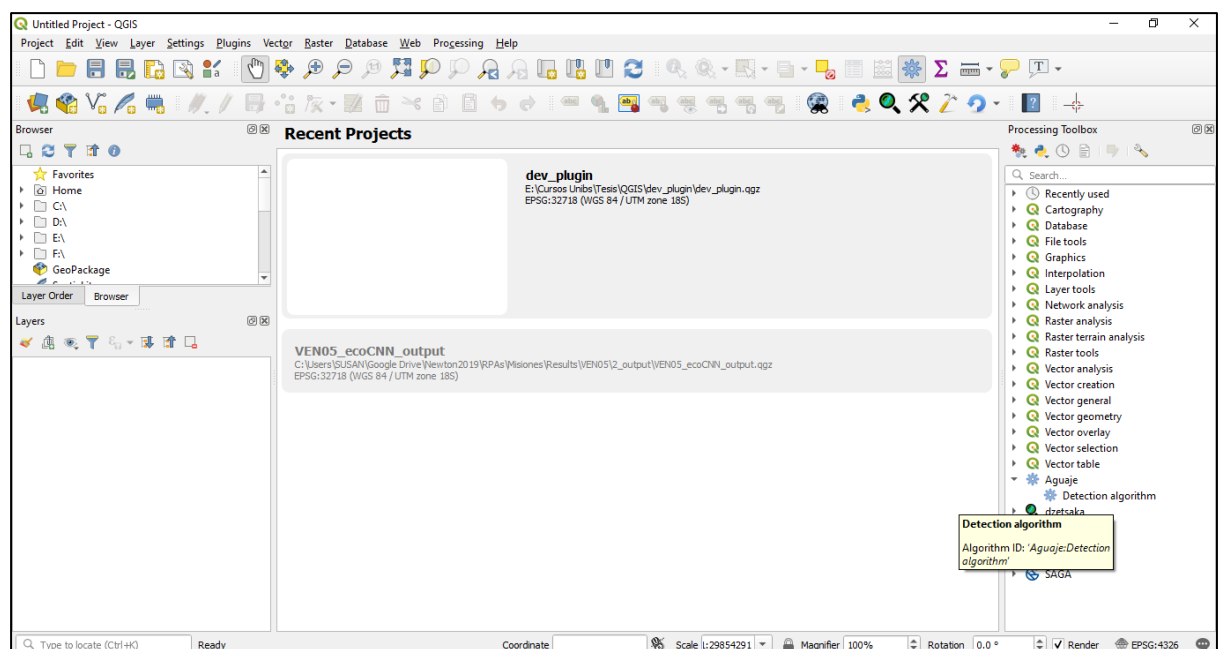 Untitled Project - QGIS
Project Edit View Layer Settings Plugins Vector Raster Database Web Processing Help
Browser
Favorites
Home
C:\
D:\
E:\
F:\
GeoPackage
Layer Order Browser
Layers
Recent Projects
dev_plugin
E:\Cursos Unibs\Tesis\QGIS\dev_plugin\dev_plugin.qgz
EPSG:32718 (WGS 84 / UTM zone 18S)
VEN05_ecoCNN_output
C:\Users\SUSAN\Google Drive\Newton2019\RPAs\Misiones\Results\VEN05\2_output\VEN05_ecoCNN_output.qgz
EPSG:32718 (WGS 84 / UTM zone 18S)
Processing Toolbox
Search...
Recently used
Cartography
Database
File tools
Graphics
Interpolation
Layer tools
Network analysis
Raster analysis
Raster terrain analysis
Raster tools
Vector analysis
Vector creation
Vector general
Vector geometry
Vector overlay
Vector selection
Vector table
Aguaje
Detection algorithm
dzetsaka
Detection algorithm
Algorithm ID: 'Aguaje:Detection
algorithm'
SAGA
Type to locate (Ctrl+K) Ready Coordinate Scale 1:29854291 Magnifier 100% Rotation 0.0 ° Render EPSG:4326